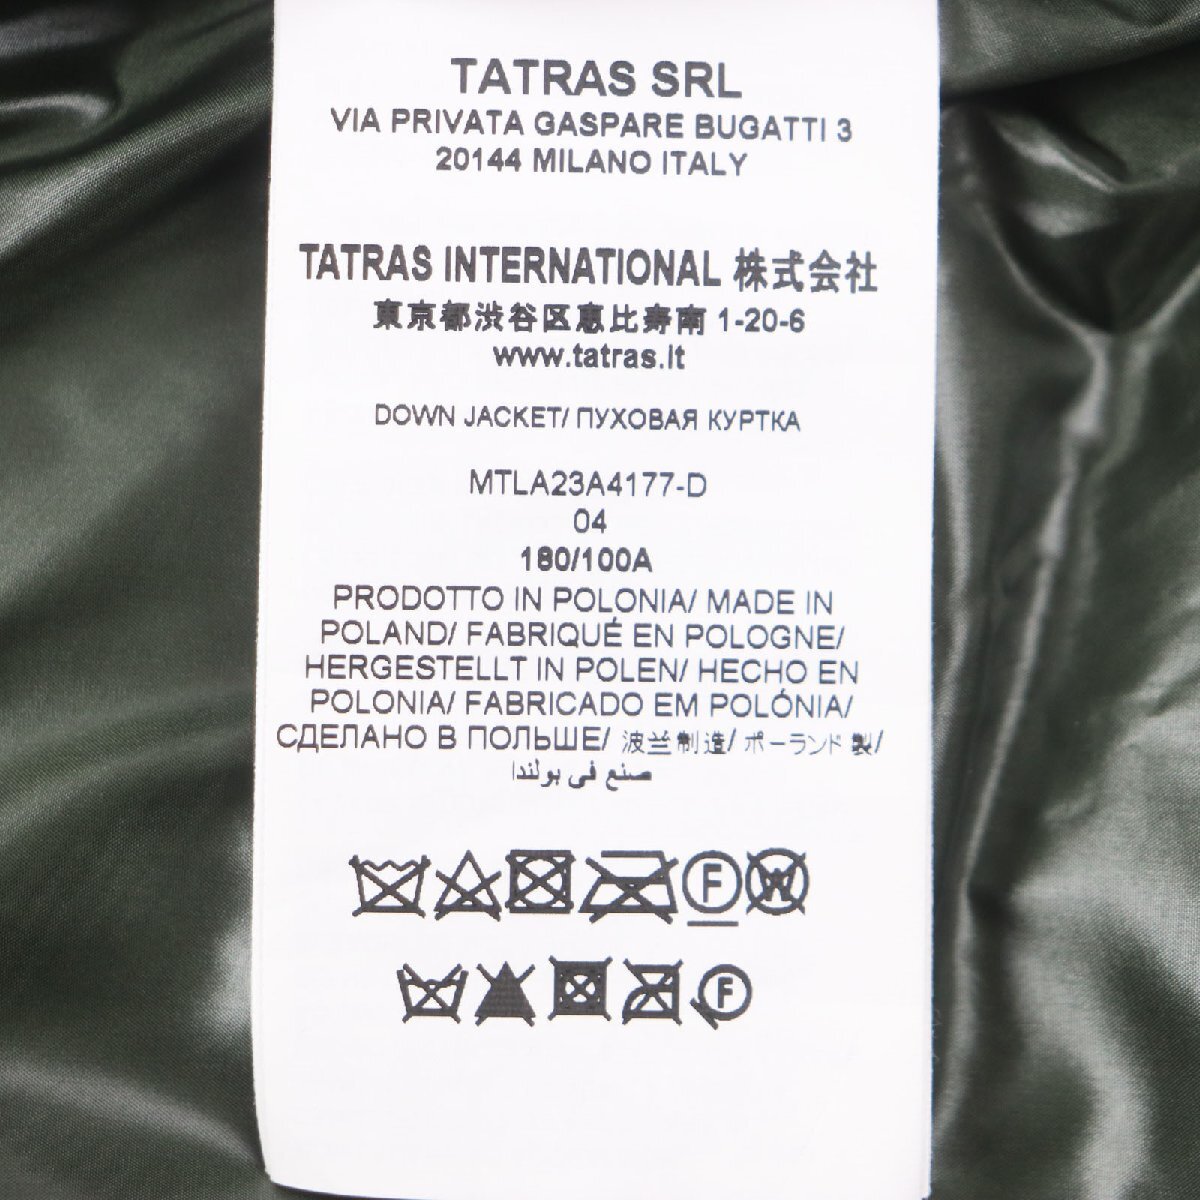 TATRAS SRL
VIA PRIVATA GASPARE BUGATTI 3
20144 MILANO ITALY
TATRAS INTERNATIONAL 株式会社
東京都渋谷区恵比寿南 1-20-6
www.tatras.it
DOWN JACKET/ ПУХОВАЯ КУРТКА
MTLA23A4177-D
04
180/100A
PRODOTTO IN POLONIA/ MADE IN
POLAND/ FABRIQUÉ EN POLOGNE/
HERGESTELLT IN POLEN/ HECHO EN
POLONIA/ FABRICADO EM POLÓNIA/
СДЕЛАНО В ПОЛЬШЕ/ 波兰制造/ ポーランド 製/
صنع في بولندا
F W
F